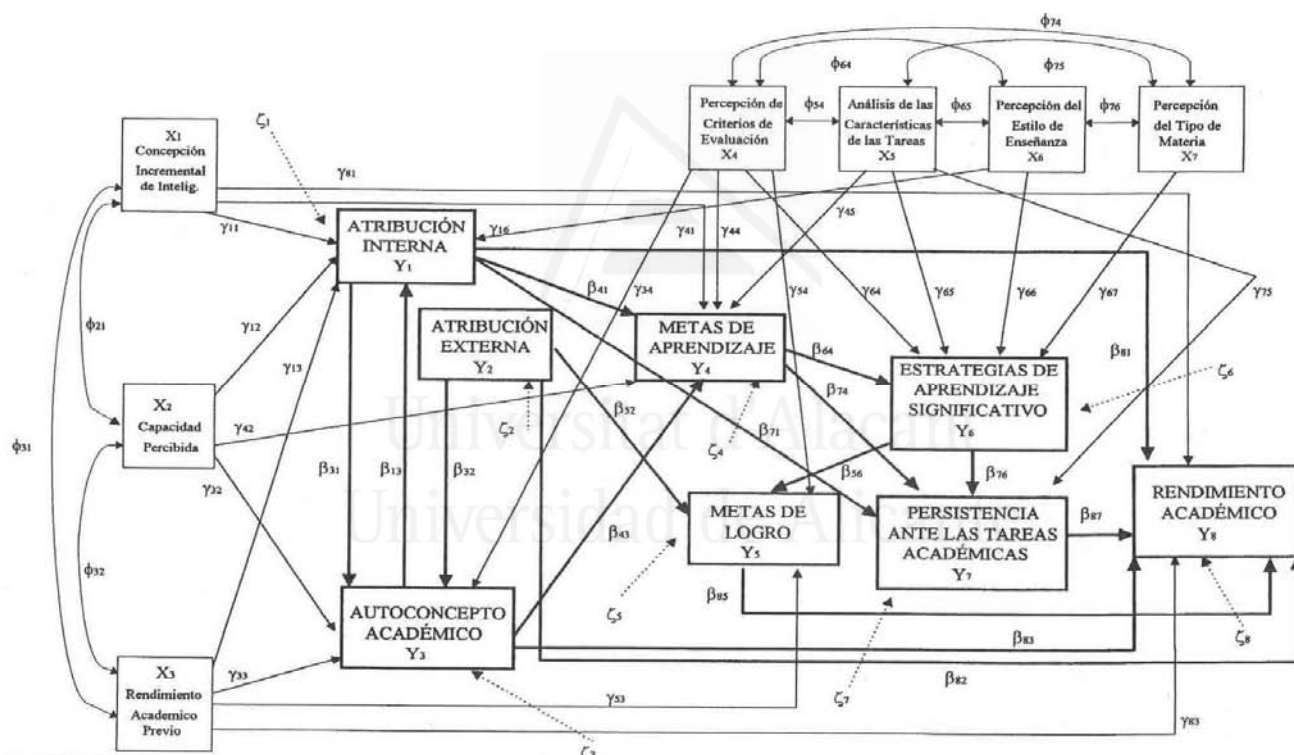 ϕ74
ϕ64
ϕ75
Percepción de
Criterios de
Evaluación
X4
ϕ54
Análisis de las
Características
de las Tareas
X5
ϕ65
Percepción del
Estilo de
Enseñanza
X6
ϕ76
Percepción
del Tipo de
Materia
X7
ζ1
X1
Concepción
Incremental
de Intelig.
γ81
γ11
ATRIBUCIÓN
INTERNA
Y1
γ16
γ41
γ44
γ45
γ34
γ54
γ64
γ65
γ66
γ67
γ75
β41
ϕ21
γ12
γ13
ATRIBUCIÓN
EXTERNA
Y2
METAS DE
APRENDIZAJE
Y4
β64
β74
β81
ESTRATEGIAS DE
APRENDIZAJE
SIGNIFICATIVO
Y6
ζ6
X2
Capacidad
Percibida
γ42
γ32
ϕ31
ζ2
β52
β71
ζ4
Universitat d'Alacant
Universidad de Alicante
β31
β13
β32
β56
β76
β43
METAS DE
LOGRO
Y5
PERSISTENCIA
ANTE LAS TAREAS
ACADÉMICAS
Y7
β87
RENDIMIENTO
ACADÉMICO
Y8
ϕ32
ζ5
β85
AUTOCONCEPTO
ACADÉMICO
Y3
β83
ζ8
β82
X3
Rendimiento
Academico
Previo
γ33
γ53
ζ7
γ83
ζ3